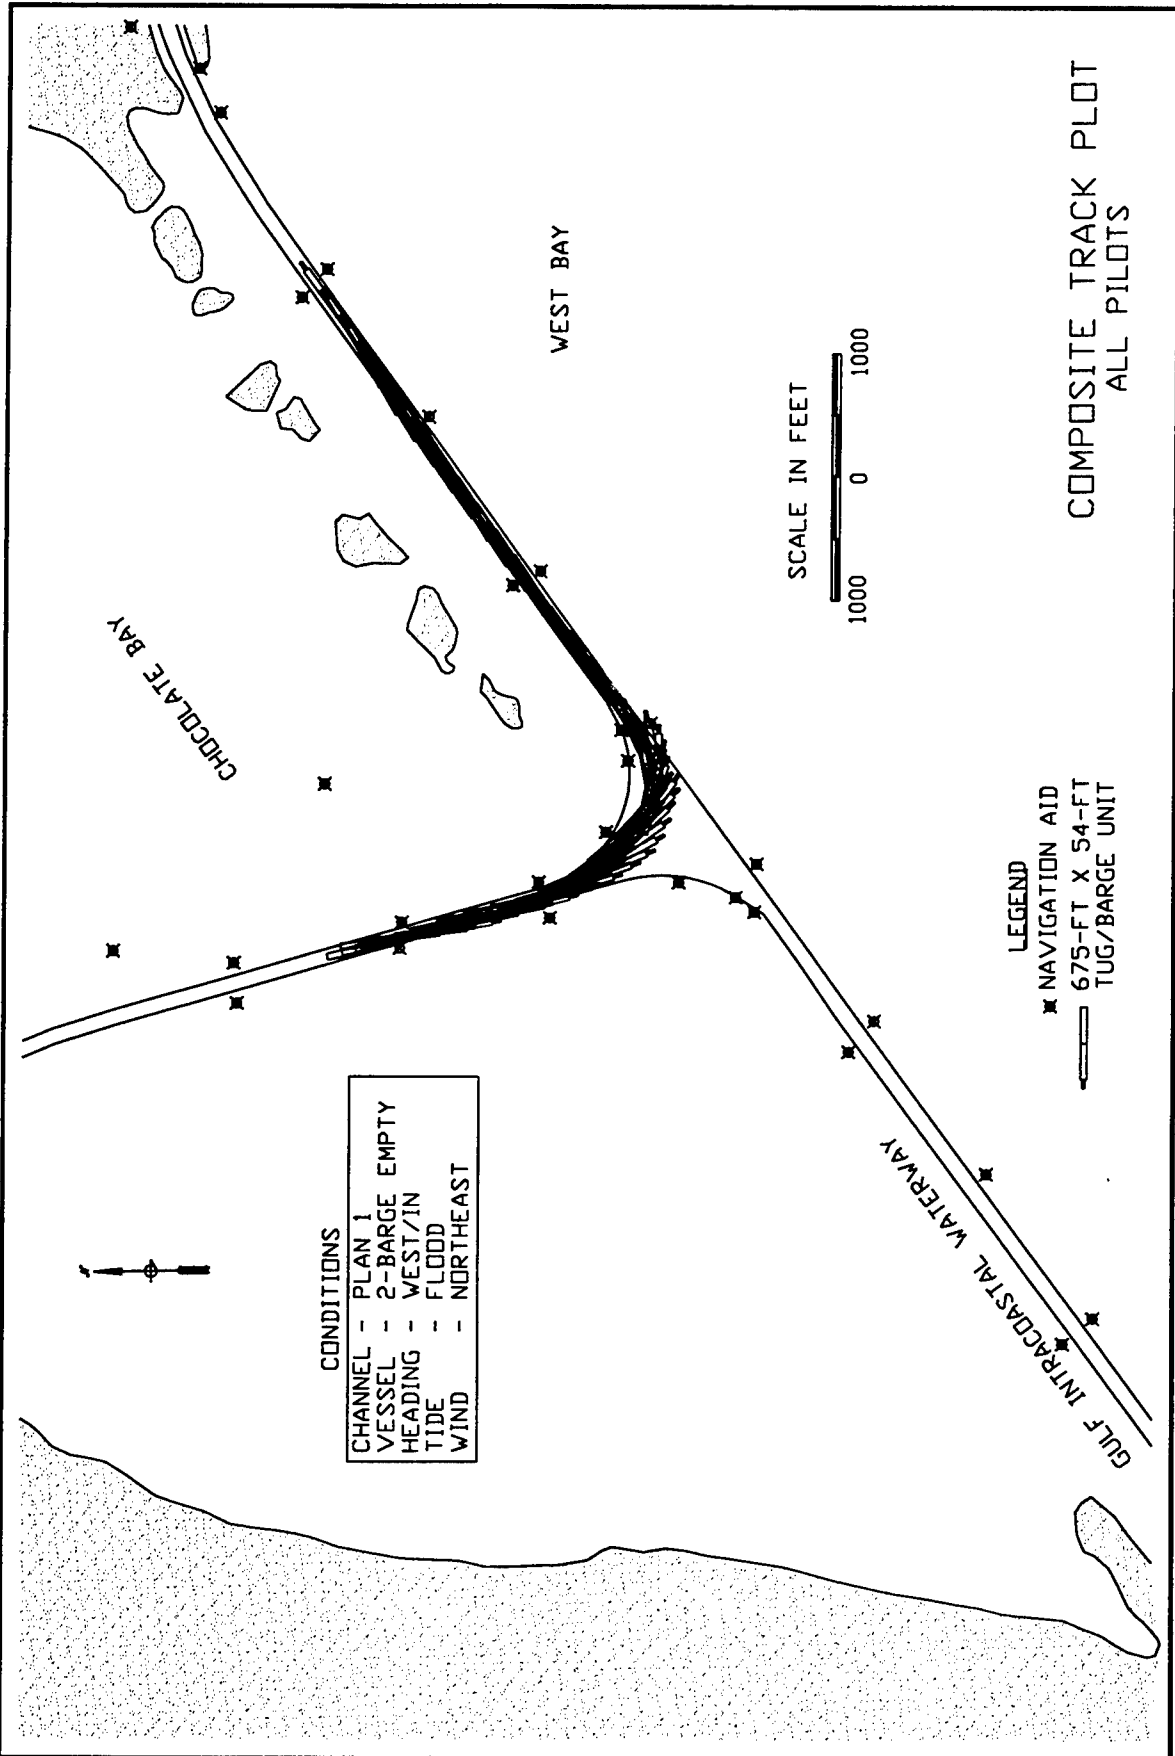 CHOCOLATE BAY
WEST BAY
GULF INTRACOASTAL WATERWAY
N
CONDITIONS
CHANNEL - PLAN 1
VESSEL - 2-BARGE EMPTY
HEADING - WEST/IN
TIDE - FLOOD
WIND - NORTHEAST
SCALE IN FEET
1000 0 1000
LEGEND
NAVIGATION AID
675-FT X 54-FT
TUG/BARGE UNIT
COMPOSITE TRACK PLOT
ALL PILOTS